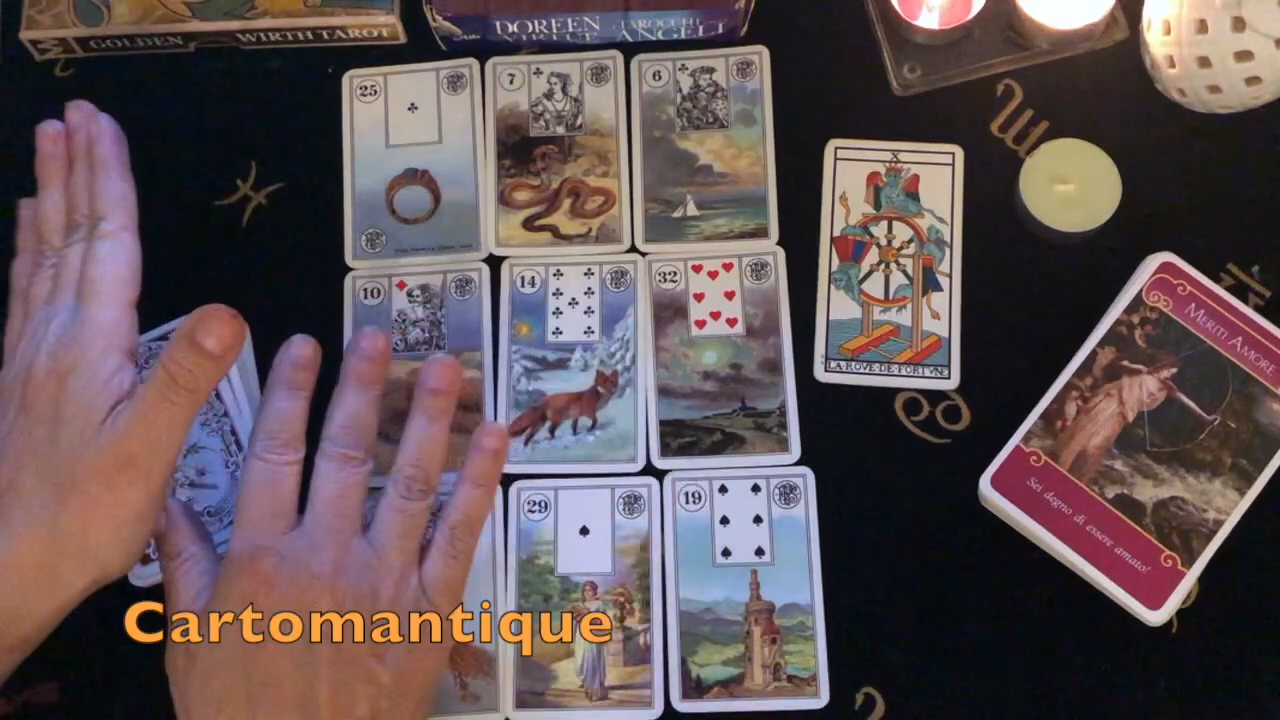 GOLDEN WIRTH TAROT
DOREEN VIRTUE
TAROCCHI ANGELI
25
7
6
10
14
32
29
19
X
LA·ROVE·DE·FORTVNE
MERITI AMORE
Sei degno di essere amato!
Cartomantique